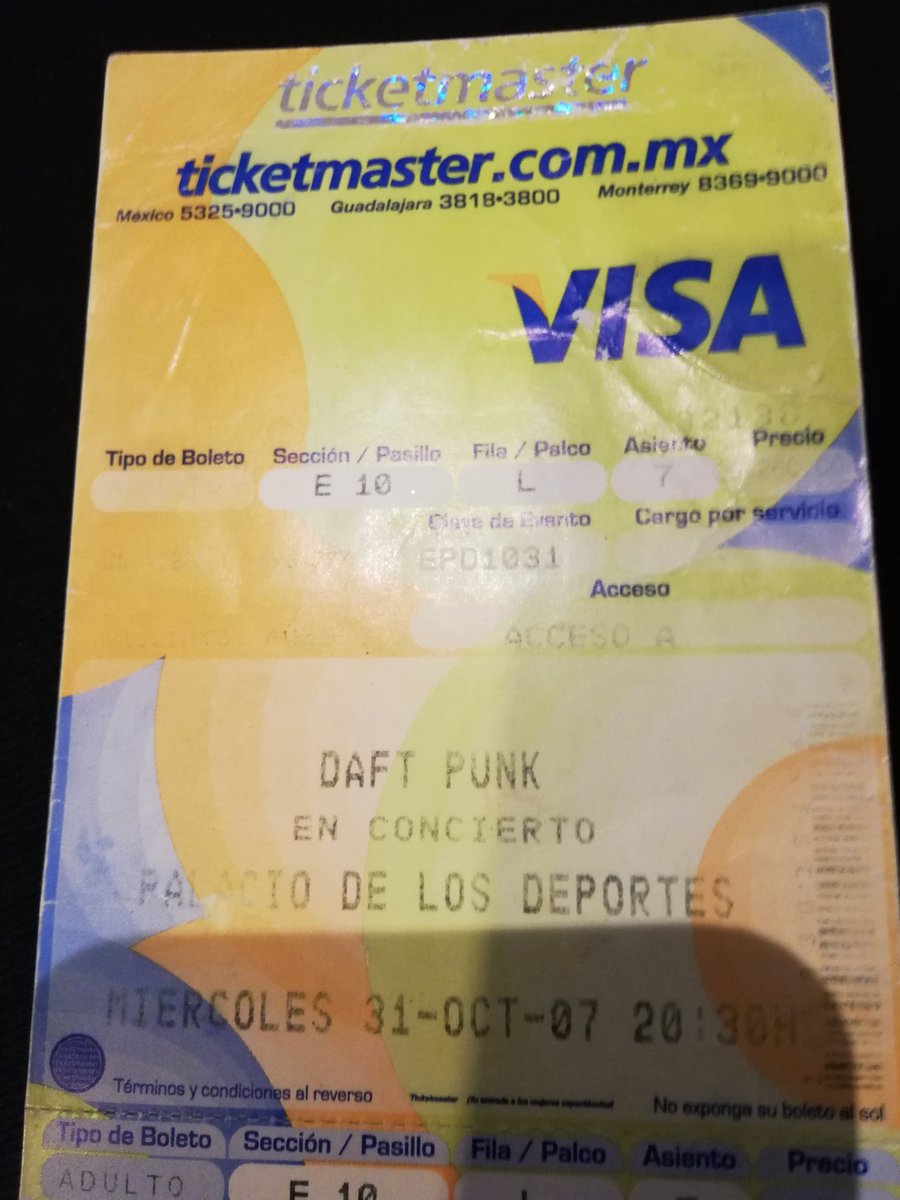 ticketmaster
ticketmaster.com.mx
México 5325•9000 Guadalajara 3818•3800 Monterrey 8369•9000
VISA
Tipo de Boleto Sección / Pasillo Fila / Palco Asiento Precio
E 10 L 7
Clave de Evento Cargo por servicio
EPD1031
Acceso
ACCESO A
DAFT PUNK
EN CONCIERTO
PALACIO DE LOS DEPORTES
MIERCOLES 31-OCT-07 20:30H
Términos y condiciones al reverso No exponga su boleto al sol
Tipo de Boleto Sección / Pasillo Fila / Palco Asiento Precio
ADULTO E 10